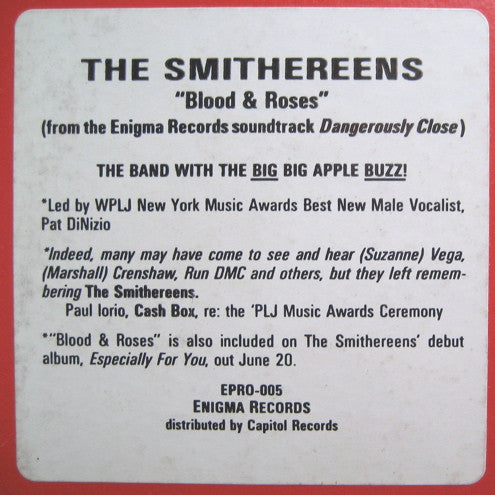 THE SMITHEREENS
"Blood & Roses"
(from the Enigma Records soundtrack Dangerously Close)
THE BAND WITH THE BIG BIG APPLE BUZZ!
*Led by WPLJ New York Music Awards Best New Male Vocalist,
Pat DiNizio
*Indeed, many may have come to see and hear (Suzanne) Vega,
(Marshall) Crenshaw, Run DMC and others, but they left remem-
bering The Smithereens.
Paul Iorio, Cash Box, re: the 'PLJ Music Awards Ceremony
*"Blood & Roses" is also included on The Smithereens' debut
album, Especially For You, out June 20.
EPRO-005
ENIGMA RECORDS
distributed by Capitol Records